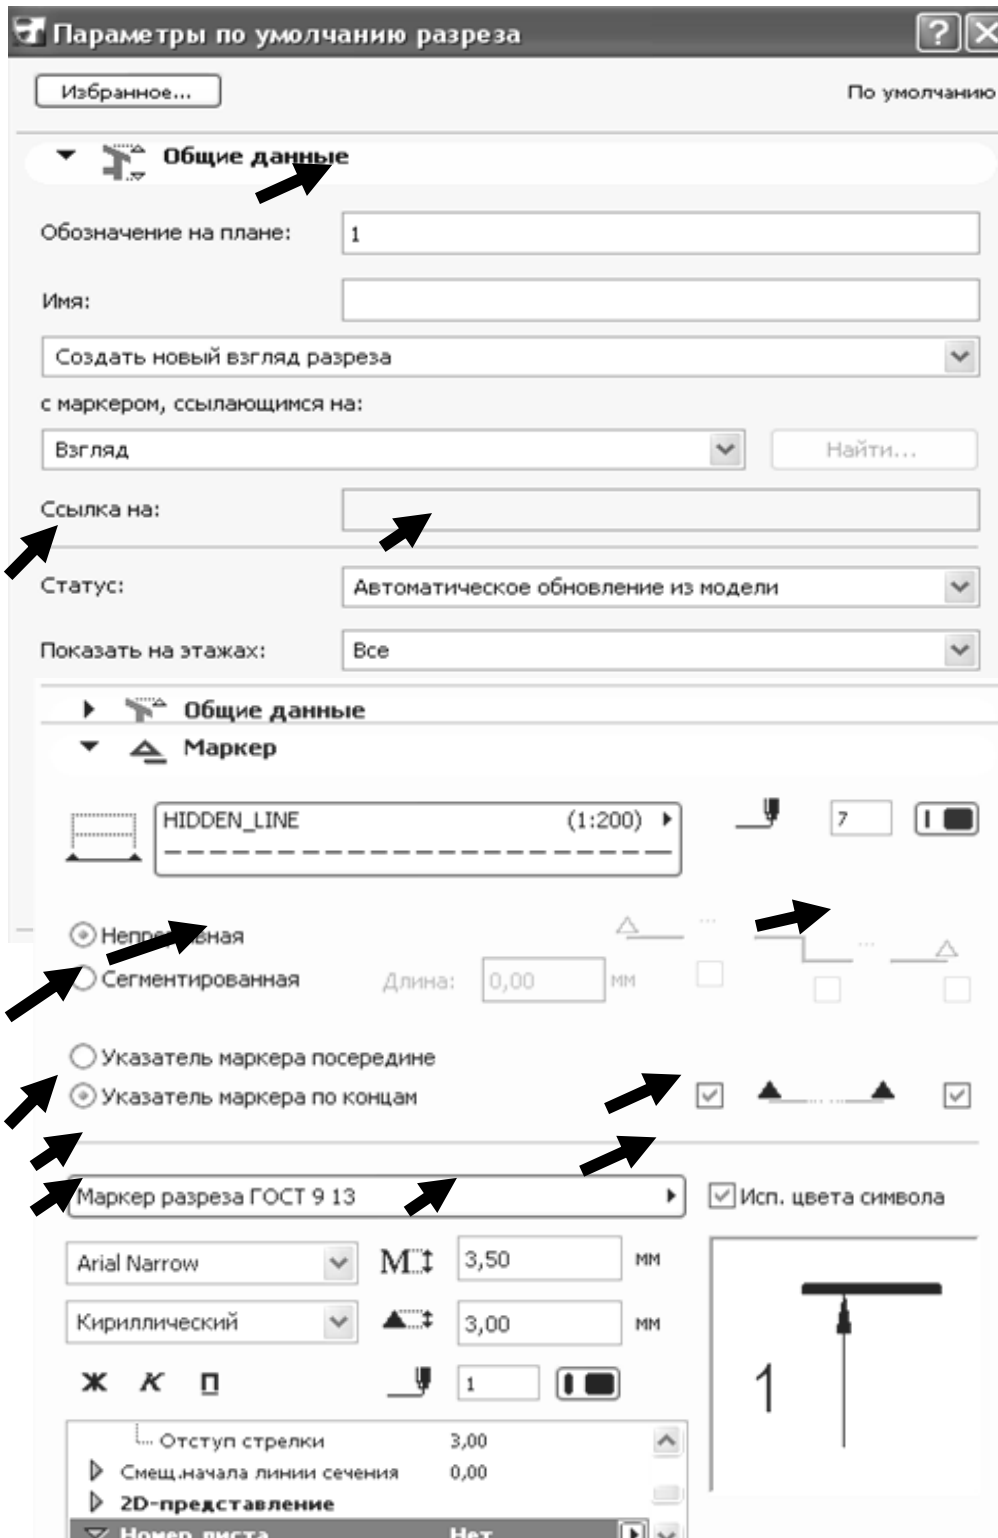 Параметры по умолчанию разреза ?
Избранное... По умолчанию
Общие данные
Обозначение на плане: 1
Имя:
Создать новый взгляд разреза
с маркером, ссылающимся на:
Взгляд Найти...
Ссылка на:
Статус: Автоматическое обновление из модели
Показать на этажах: Все
Общие данные
Маркер
HIDDEN_LINE (1:200) 7
Непрерывная
Сегментированная Длина: 0,00 мм
Указатель маркера посередине
Указатель маркера по концам
Маркер разреза ГОСТ 9 13 Исп. цвета символа
Arial Narrow M 3,50 мм
Кириллический 3,00 мм
Ж К П 1
1
Отступ стрелки 3,00
Смещ.начала линии сечения 0,00
2D-представление
Номер листа Нет